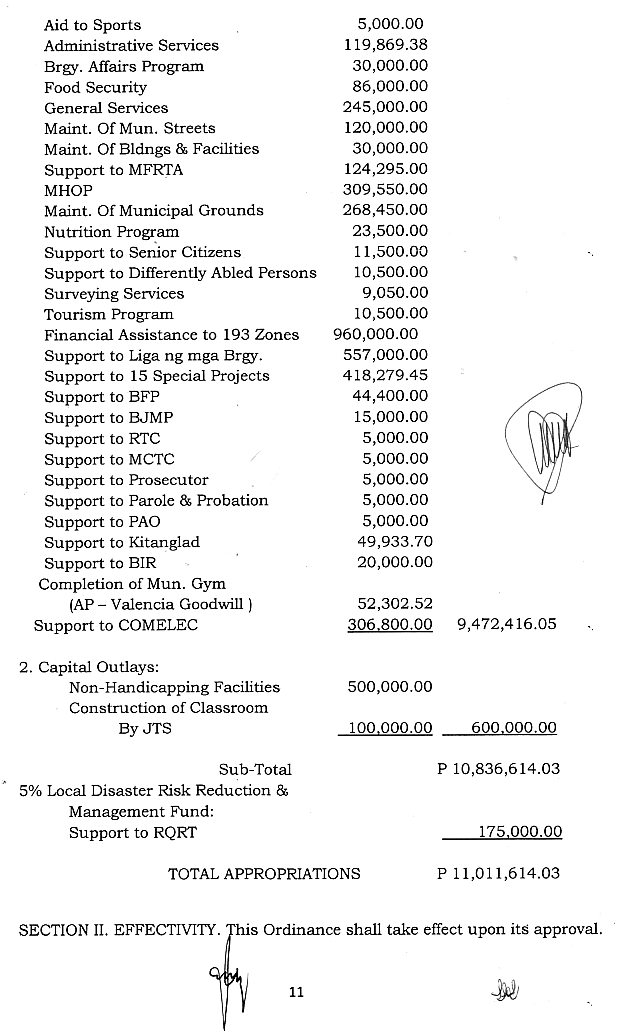 Aid to Sports 5,000.00
Administrative Services 119,869.38
Brgy. Affairs Program 30,000.00
Food Security 86,000.00
General Services 245,000.00
Maint. Of Mun. Streets 120,000.00
Maint. Of Bldngs & Facilities 30,000.00
Support to MFRTA 124,295.00
MHOP 309,550.00
Maint. Of Municipal Grounds 268,450.00
Nutrition Program 23,500.00
Support to Senior Citizens 11,500.00
Support to Differently Abled Persons 10,500.00
Surveying Services 9,050.00
Tourism Program 10,500.00
Financial Assistance to 193 Zones 960,000.00
Support to Liga ng mga Brgy. 557,000.00
Support to 15 Special Projects 418,279.45
Support to BFP 44,400.00
Support to BJMP 15,000.00
Support to RTC 5,000.00
Support to MCTC 5,000.00
Support to Prosecutor 5,000.00
Support to Parole & Probation 5,000.00
Support to PAO 5,000.00
Support to Kitanglad 49,933.70
Support to BIR 20,000.00
Completion of Mun. Gym
(AP – Valencia Goodwill ) 52,302.52
Support to COMELEC 306,800.00 9,472,416.05
2. Capital Outlays:
Non-Handicapping Facilities 500,000.00
Construction of Classroom
By JTS 100,000.00 600,000.00
Sub-Total P 10,836,614.03
5% Local Disaster Risk Reduction &
Management Fund:
Support to RQRT 175,000.00
TOTAL APPROPRIATIONS P 11,011,614.03
SECTION II. EFFECTIVITY. This Ordinance shall take effect upon its approval.
11